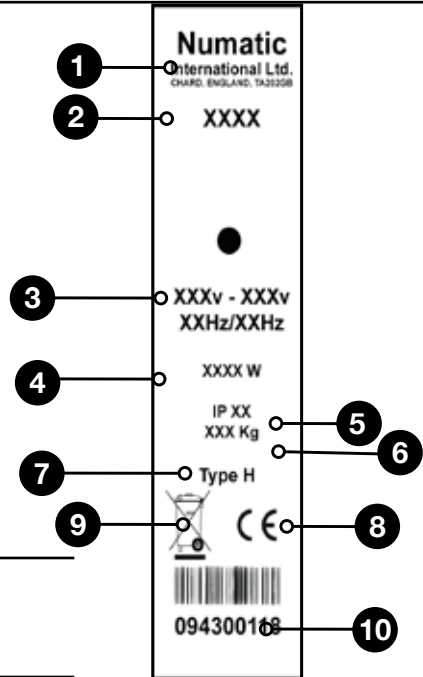 Numatic
1 International Ltd.
CHARD, ENGLAND, TA202GB
2 XXXX
3 XXXv - XXXv
XXHz/XXHz
4 XXXX W
IP XX 5
XXX Kg 6
7 Type H
9 CE 8
094300118 10